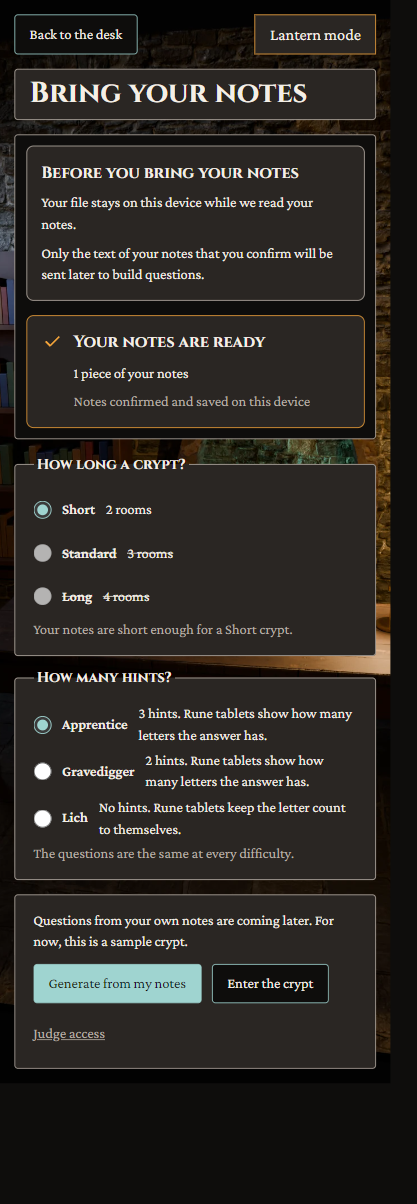 Back to the desk
Lantern mode
Bring your notes
Before you bring your notes
Your file stays on this device while we read your
notes.
Only the text of your notes that you confirm will be
sent later to build questions.
Your notes are ready
1 piece of your notes
Notes confirmed and saved on this device
How long a crypt?
Short 2 rooms
Standard 3 rooms
Long 4 rooms
Your notes are short enough for a Short crypt.
How many hints?
Apprentice 3 hints. Rune tablets show how many
letters the answer has.
Gravedigger 2 hints. Rune tablets show how
many letters the answer has.
Lich No hints. Rune tablets keep the letter count
to themselves.
The questions are the same at every difficulty.
Questions from your own notes are coming later. For
now, this is a sample crypt.
Generate from my notes
Enter the crypt
Judge access